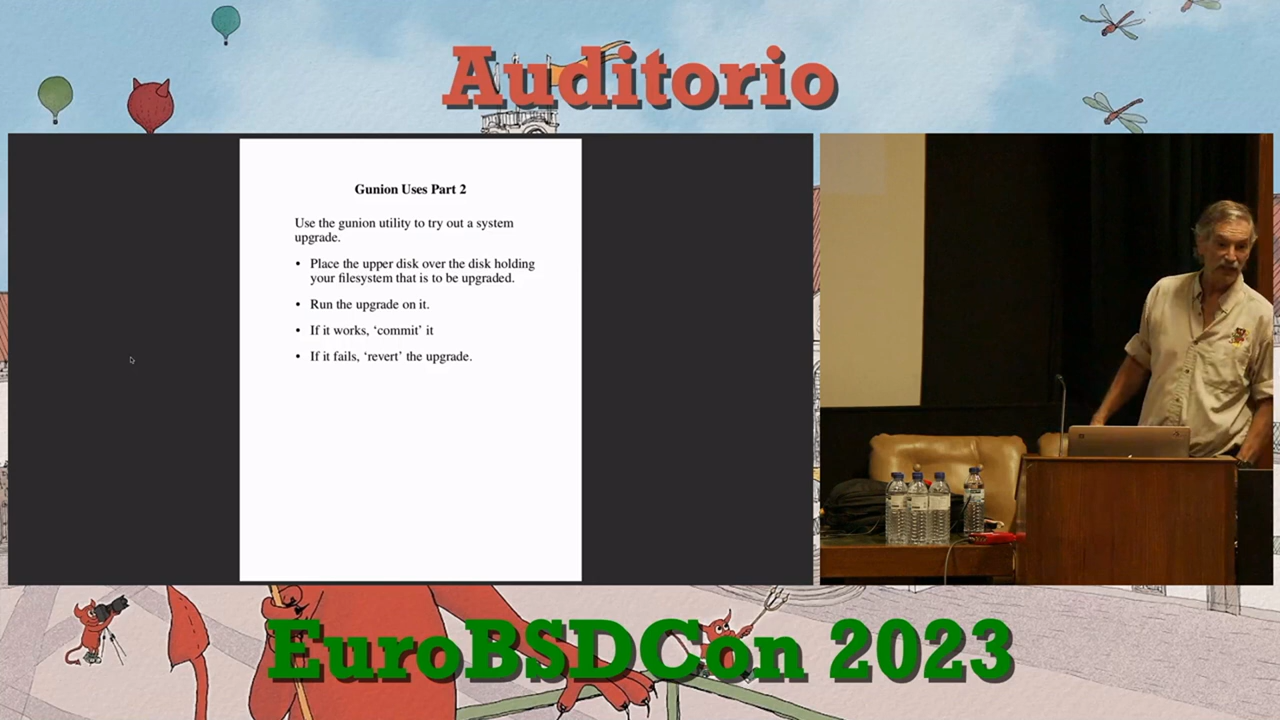 Auditorio
Gunion Uses Part 2
Use the gunion utility to try out a system
upgrade.
• Place the upper disk over the disk holding
your filesystem that is to be upgraded.
• Run the upgrade on it.
• If it works, ‘commit’ it
• If it fails, ‘revert’ the upgrade.
EuroBSDCon 2023